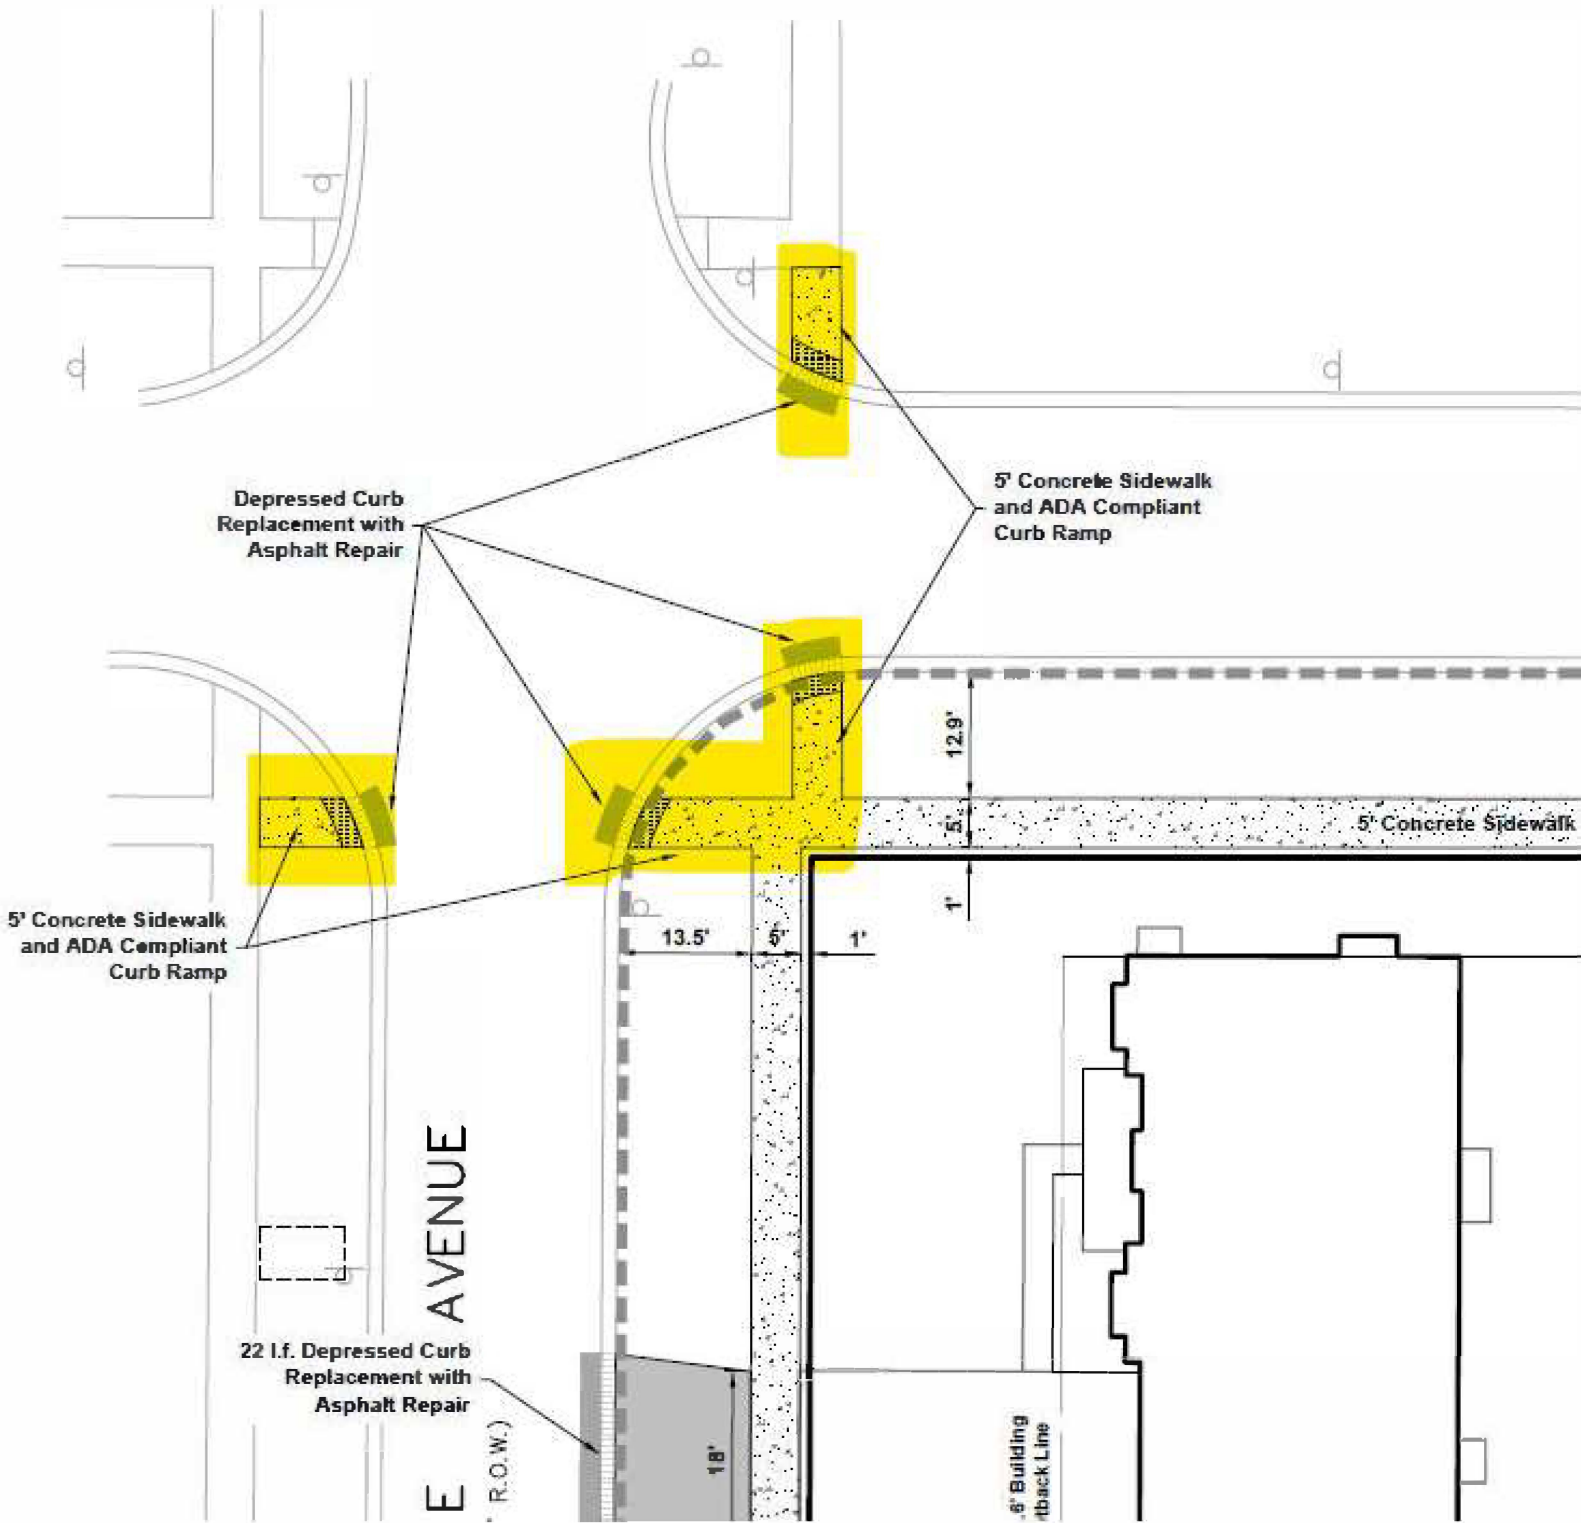 Depressed Curb
Replacement with
Asphalt Repair
5' Concrete Sidewalk
and ADA Compliant
Curb Ramp
12.9'
5'
5' Concrete Sidewalk
1'
5' Concrete Sidewalk
and ADA Compliant
Curb Ramp
13.5'
5'
1'
E AVENUE
' R.O.W.)
22 l.f. Depressed Curb
Replacement with
Asphalt Repair
18'
.6' Building
tback Line